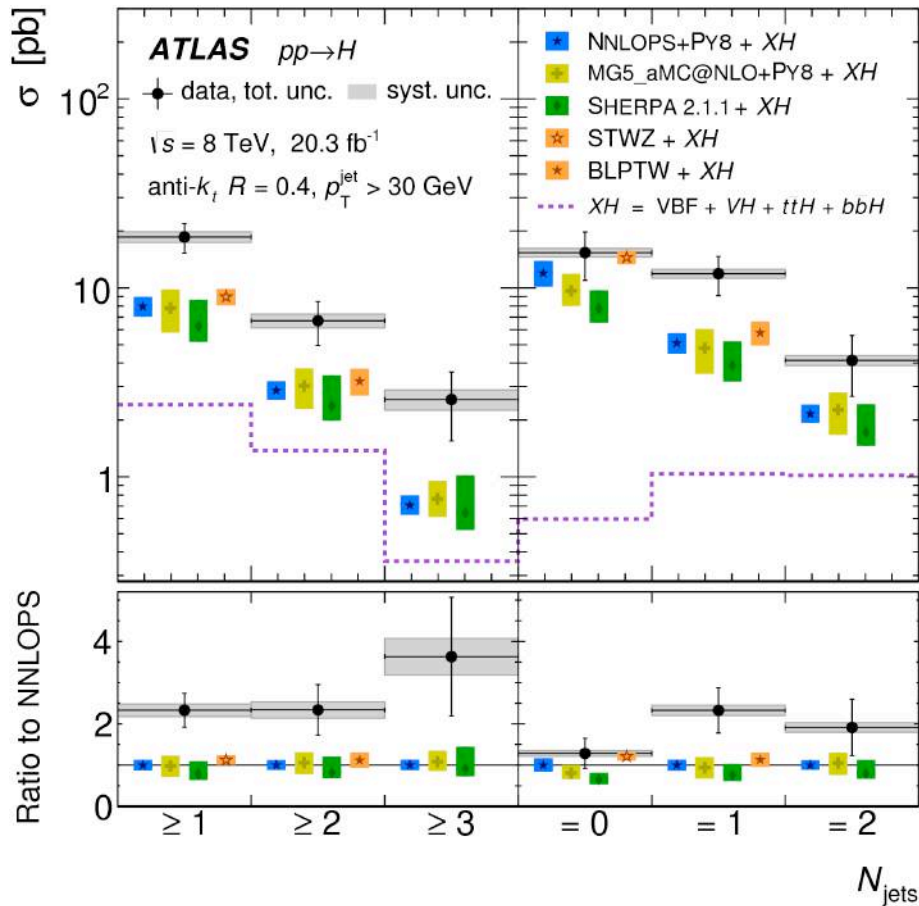 σ [pb]
ATLAS pp→H
data, tot. unc. syst. unc.
√s = 8 TeV, 20.3 fb⁻¹
anti-kₜ R = 0.4, p_T^jet > 30 GeV
NNLOPS+PY8 + XH
MG5_aMC@NLO+PY8 + XH
SHERPA 2.1.1 + XH
STWZ + XH
BLPTW + XH
XH = VBF + VH + ttH + bbH
10²
10
1
Ratio to NNLOPS
4
2
0
≥ 1 ≥ 2 ≥ 3 = 0 = 1 = 2
N_jets